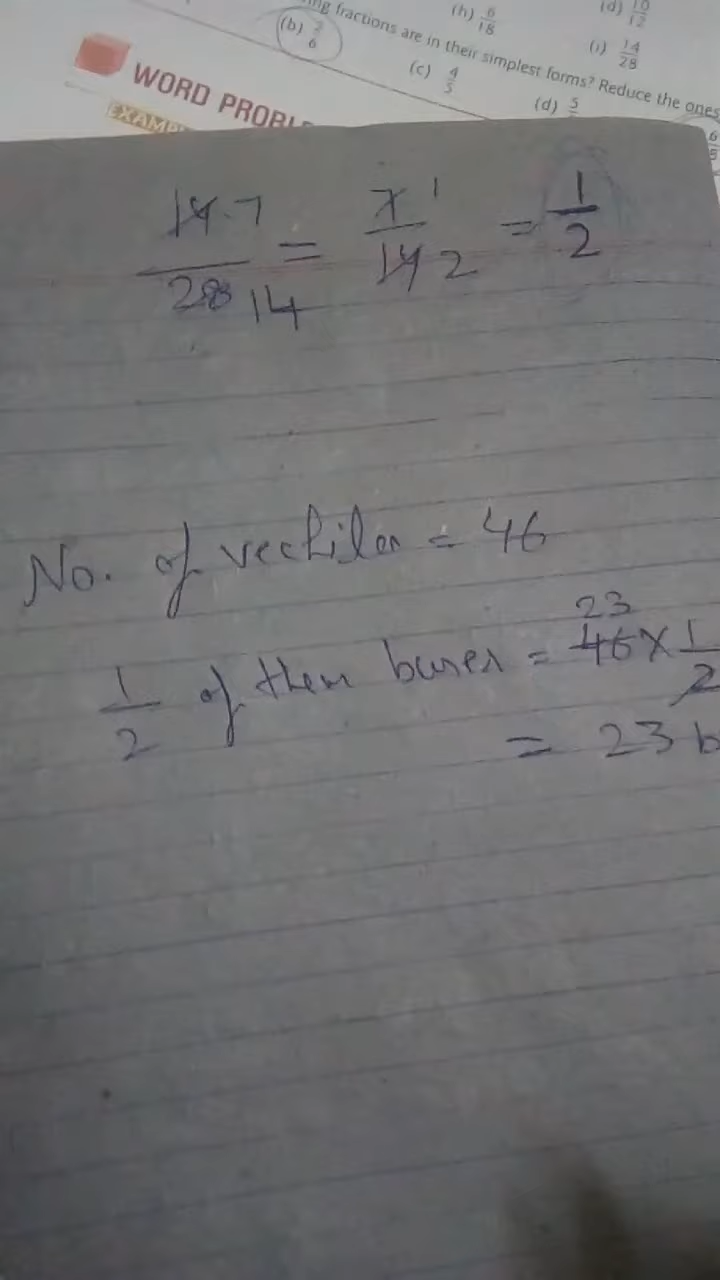 (h) 6/18
(d) 10/12
(b) 2/6
fractions are in their simplest forms? Reduce the ones
(i) 14/28
(c) 4/5
(d) 5
WORD PROBL
EXAMP
14 7 / 28 14 = 7 1 / 14 2 = 1/2
No. of vechiles = 46
23
1/2 of them buses = 46 × 1/2
= 23 b